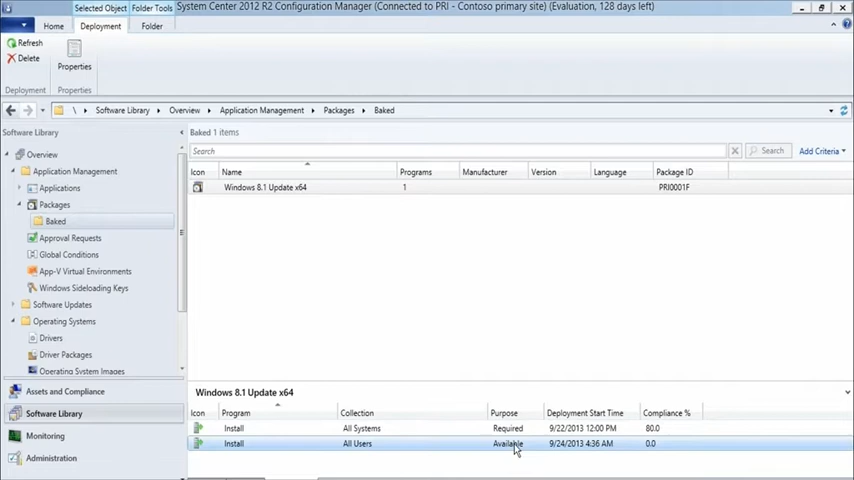 Selected Object Folder Tools System Center 2012 R2 Configuration Manager (Connected to PRI - Contoso primary site) (Evaluation, 128 days left)
Home Deployment Folder
Refresh
Delete
Properties
Deployment Properties
\ Software Library Overview Application Management Packages Baked
Software Library
Baked 1 items
Search Search Add Criteria
Icon Name Programs Manufacturer Version Language Package ID
Windows 8.1 Update x64 1 PRI0001F
Overview
Application Management
Applications
Packages
Baked
Approval Requests
Global Conditions
App-V Virtual Environments
Windows Sideloading Keys
Software Updates
Operating Systems
Drivers
Driver Packages
Operating System Images
Assets and Compliance
Software Library
Monitoring
Administration
Windows 8.1 Update x64
Icon Program Collection Purpose Deployment Start Time Compliance %
Install All Systems Required 9/22/2013 12:00 PM 80.0
Install All Users Available 9/24/2013 4:36 AM 0.0